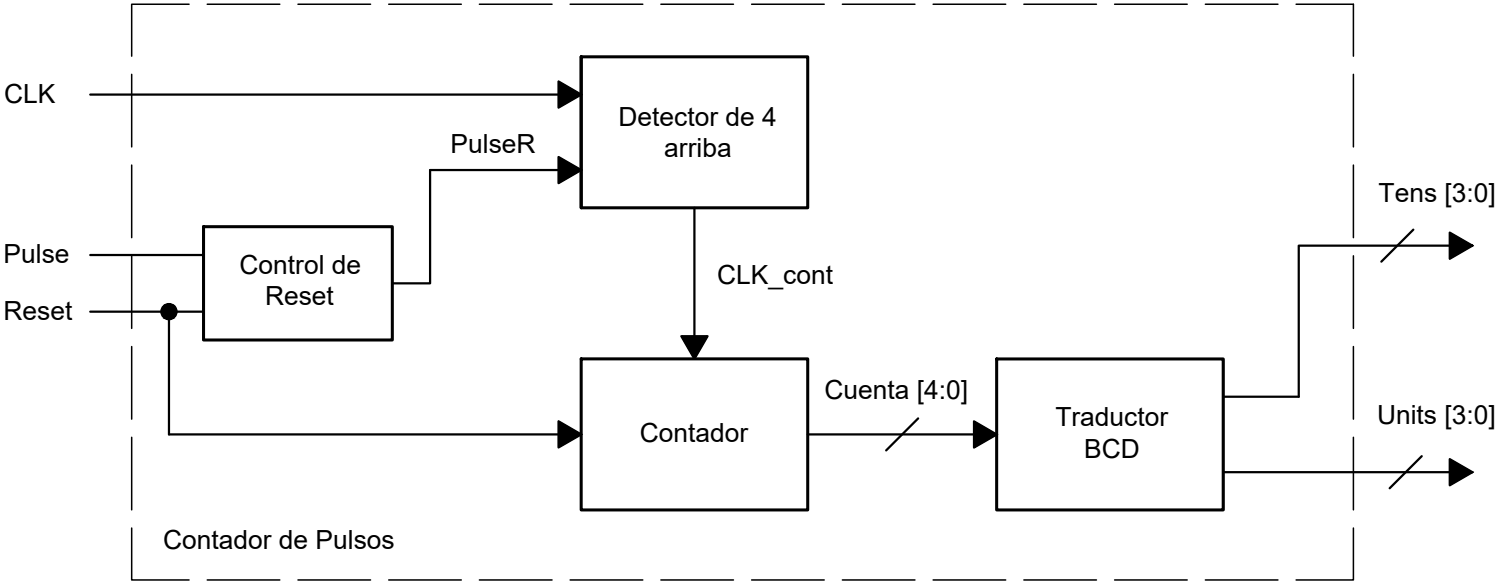 CLK
Detector de 4
arriba
PulseR
Tens [3:0]
Pulse
Control de
Reset
CLK_cont
Reset
Cuenta [4:0]
Units [3:0]
Contador
Traductor
BCD
Contador de Pulsos